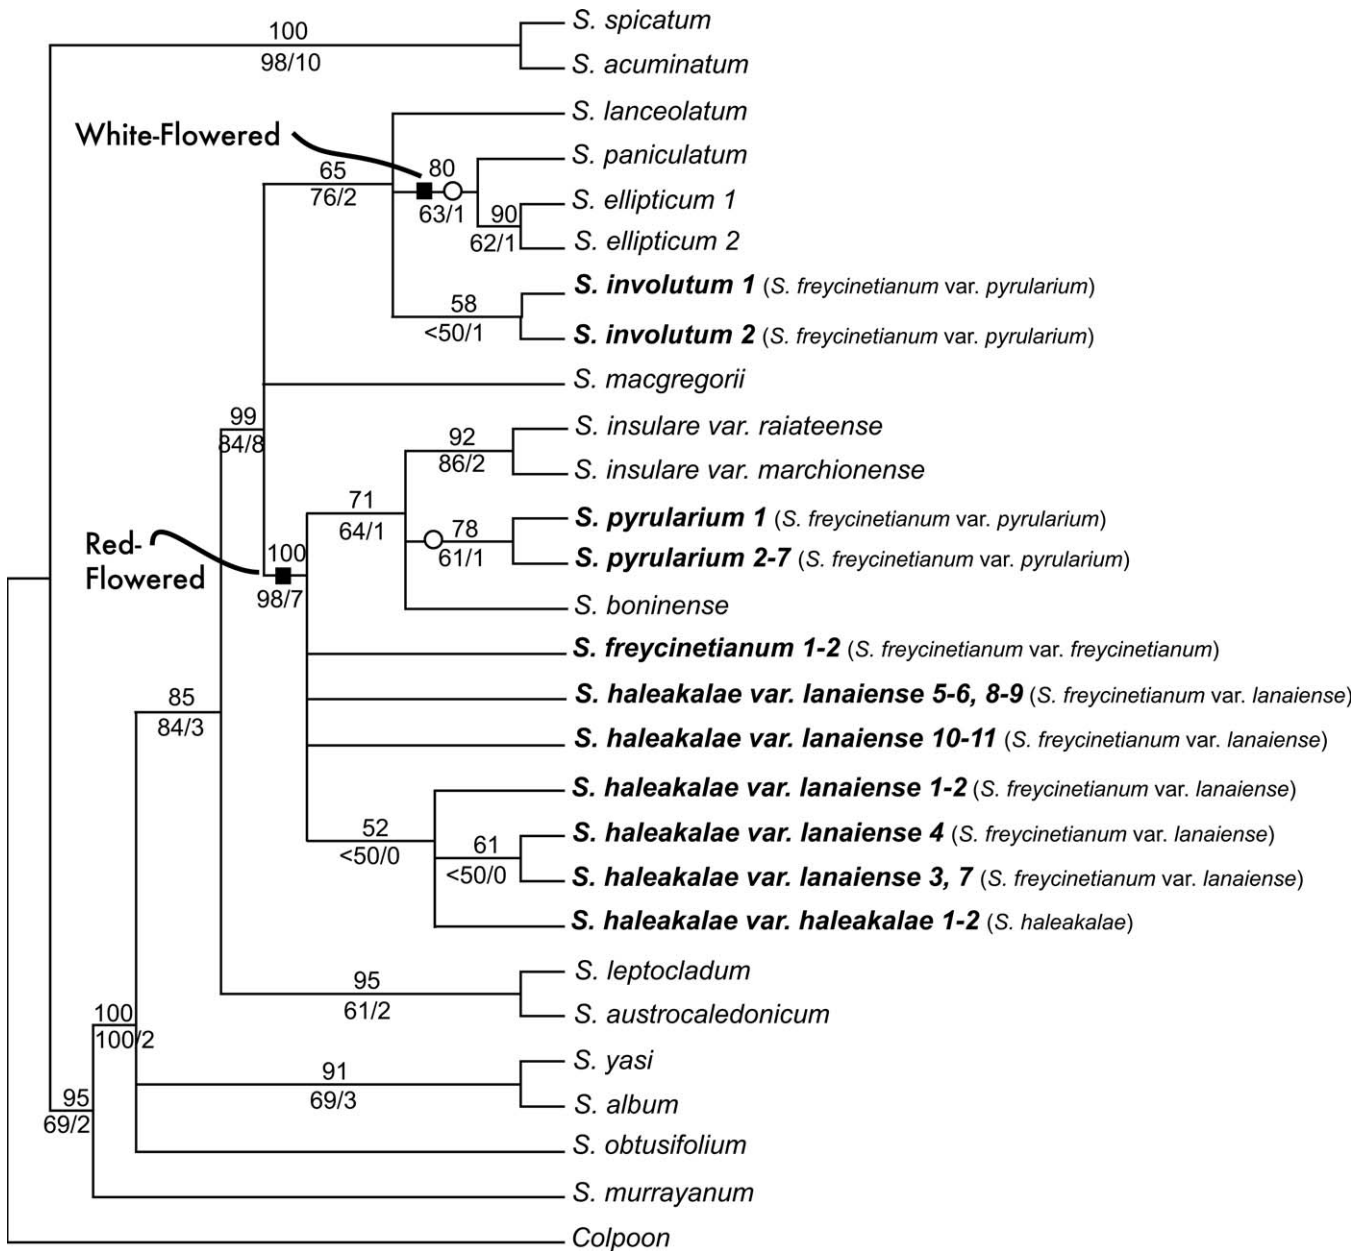 S. spicatum
100
98/10
S. acuminatum
S. lanceolatum
White-Flowered
S. paniculatum
80
65
76/2
63/1
S. ellipticum 1
90
62/1
S. ellipticum 2
S. involutum 1 (S. freycinetianum var. pyrularium)
58
<50/1
S. involutum 2 (S. freycinetianum var. pyrularium)
S. macgregorii
99
84/8
S. insulare var. raiateense
92
86/2
S. insulare var. marchionense
71
64/1
S. pyrularium 1 (S. freycinetianum var. pyrularium)
78
61/1
S. pyrularium 2-7 (S. freycinetianum var. pyrularium)
Red-
Flowered
100
98/7
S. boninense
S. freycinetianum 1-2 (S. freycinetianum var. freycinetianum)
S. haleakalae var. lanaiense 5-6, 8-9 (S. freycinetianum var. lanaiense)
85
84/3
S. haleakalae var. lanaiense 10-11 (S. freycinetianum var. lanaiense)
S. haleakalae var. lanaiense 1-2 (S. freycinetianum var. lanaiense)
52
<50/0
S. haleakalae var. lanaiense 4 (S. freycinetianum var. lanaiense)
61
<50/0
S. haleakalae var. lanaiense 3, 7 (S. freycinetianum var. lanaiense)
S. haleakalae var. haleakalae 1-2 (S. haleakalae)
S. leptocladum
95
61/2
S. austrocaledonicum
100
100/2
S. yasi
91
69/3
S. album
95
69/2
S. obtusifolium
S. murrayanum
Colpoon